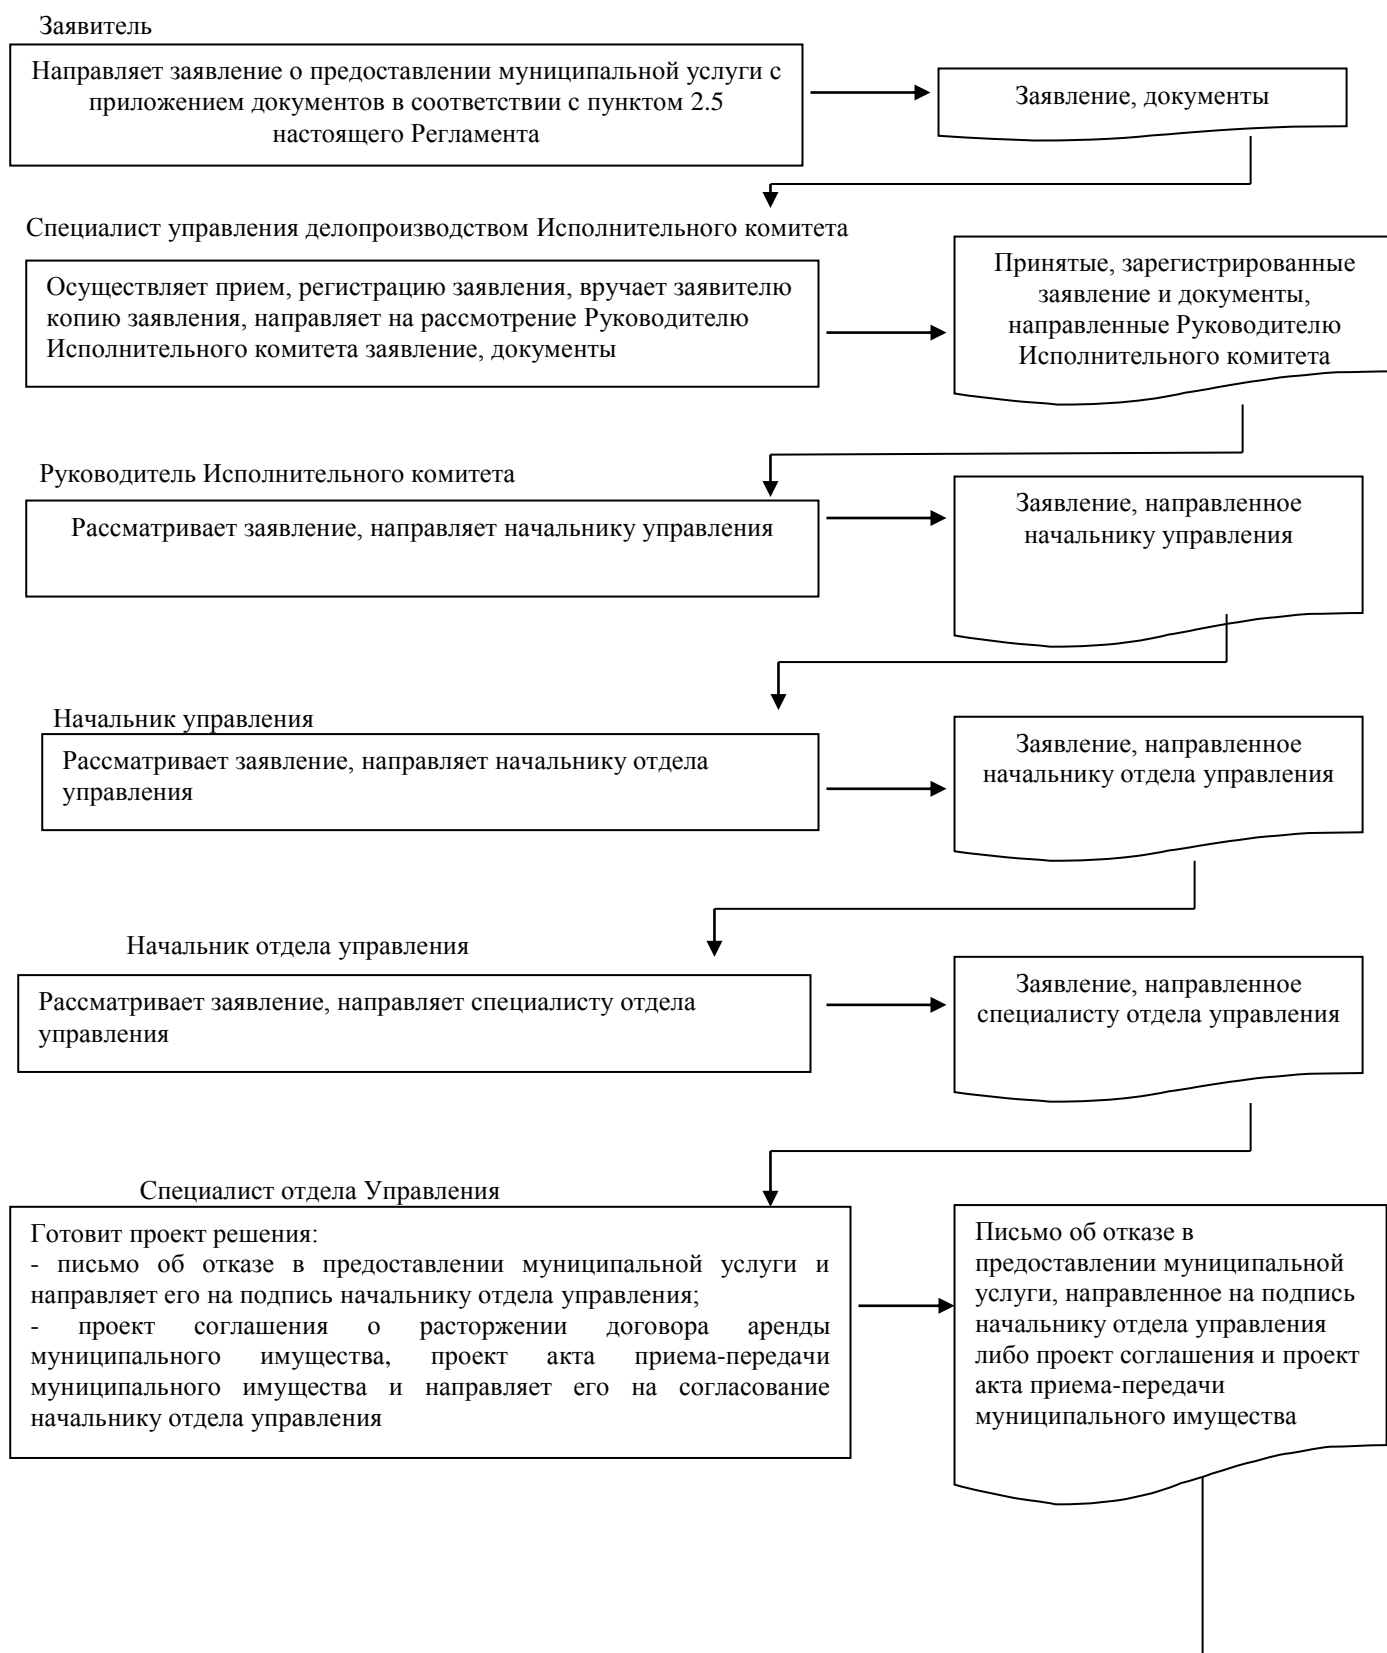 Заявитель
Направляет заявление о предоставлении муниципальной услуги с
приложением документов в соответствии с пунктом 2.5
настоящего Регламента
Заявление, документы
Специалист управления делопроизводством Исполнительного комитета
Осуществляет прием, регистрацию заявления, вручает заявителю
копию заявления, направляет на рассмотрение Руководителю
Исполнительного комитета заявление, документы
Принятые, зарегистрированные
заявление и документы,
направленные Руководителю
Исполнительного комитета
Руководитель Исполнительного комитета
Рассматривает заявление, направляет начальнику управления
Заявление, направленное
начальнику управления
Начальник управления
Рассматривает заявление, направляет начальнику отдела
управления
Заявление, направленное
начальнику отдела управления
Начальник отдела управления
Рассматривает заявление, направляет специалисту отдела
управления
Заявление, направленное
специалисту отдела управления
Специалист отдела Управления
Готовит проект решения:
- письмо об отказе в предоставлении муниципальной услуги и
направляет его на подпись начальнику отдела управления;
- проект соглашения о расторжении договора аренды
муниципального имущества, проект акта приема-передачи
муниципального имущества и направляет его на согласование
начальнику отдела управления
Письмо об отказе в
предоставлении муниципальной
услуги, направленное на подпись
начальнику отдела управления
либо проект соглашения и проект
акта приема-передачи
муниципального имущества